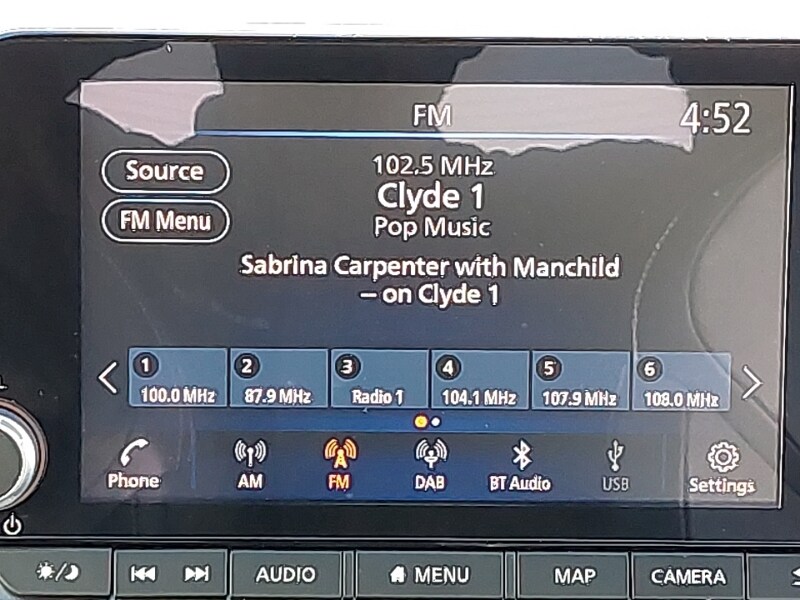 FM
4:52
Source
102.5 MHz
Clyde 1
FM Menu
Pop Music
Sabrina Carpenter with Manchild
– on Clyde 1
1 2 3 4 5 6
100.0 MHz 87.9 MHz Radio 1 104.1 MHz 107.9 MHz 108.0 MHz
Phone AM FM DAB BT Audio USB Settings
AUDIO MENU MAP CAMERA